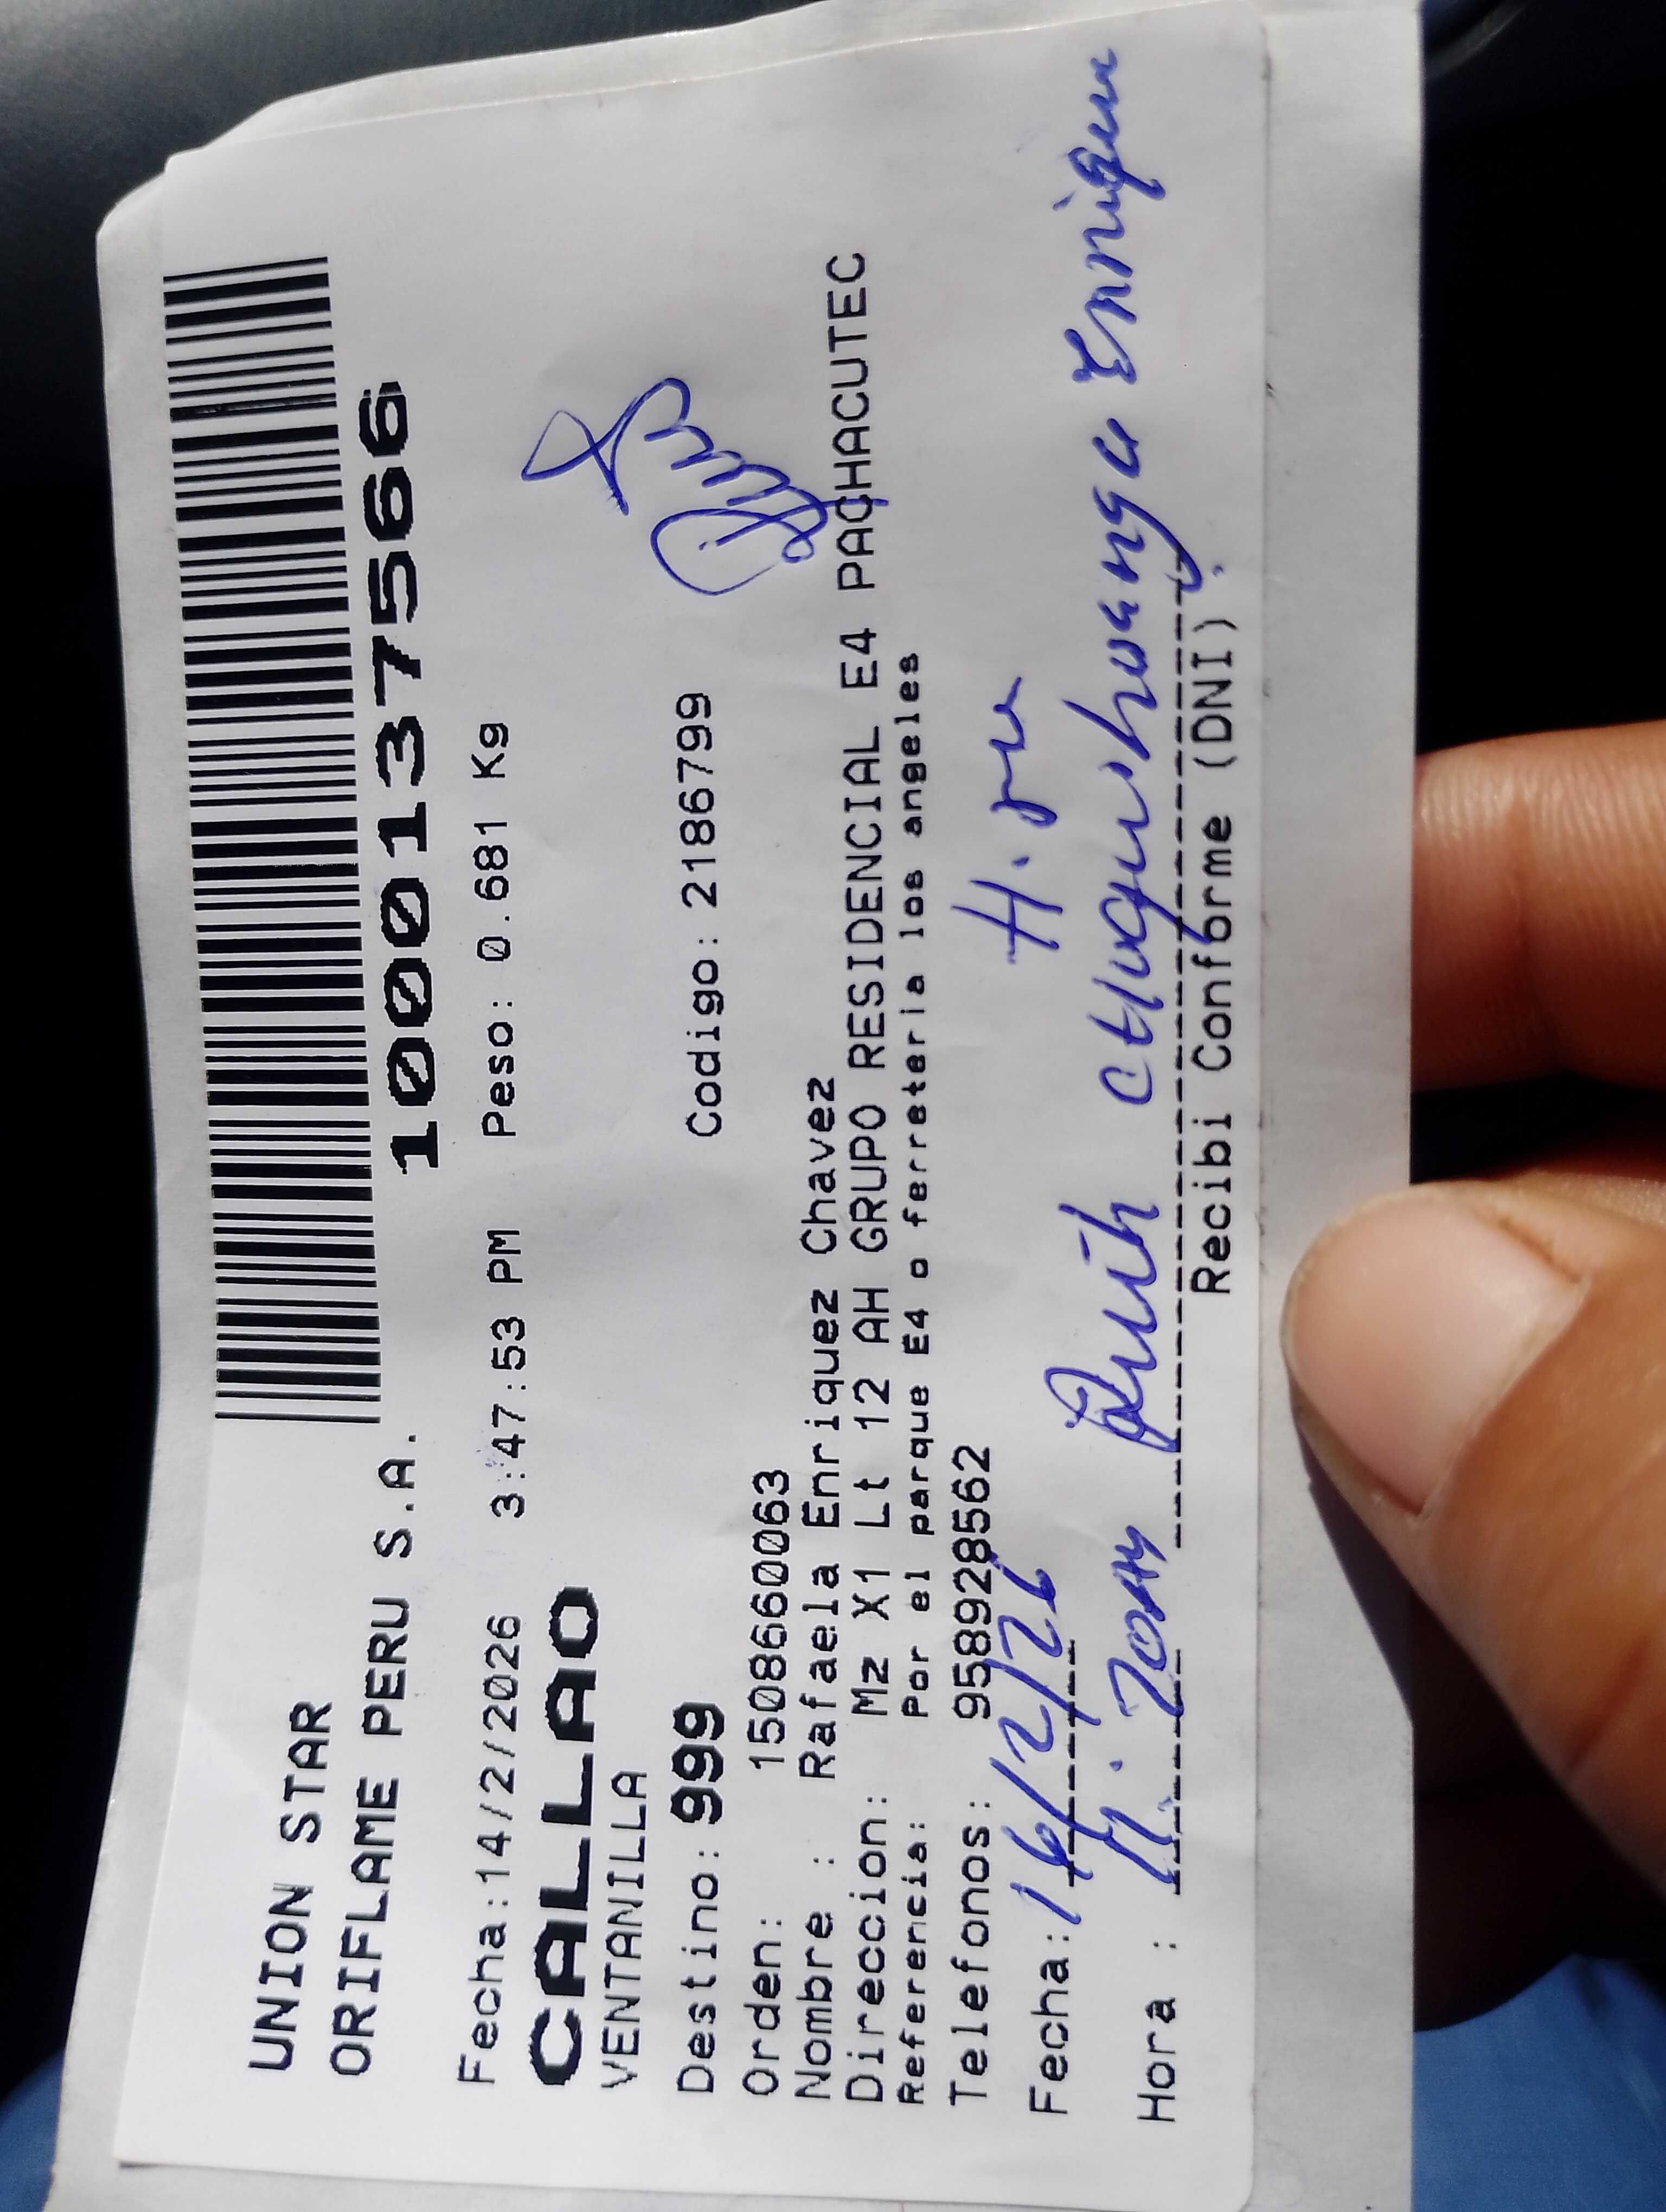 UNION STAR
ORIFLAME PERU S.A.
1000137566
Fecha:14/2/2026 3:47:53 PM Peso: 0.681 Kg
CALLAO
VENTANILLA
Destino: 999 Codigo: 2186799
Orden: 15086660063
Nombre : Rafaela Enriquez Chavez
Direccion: Mz X1 Lt 12 AH GRUPO RESIDENCIAL E4 PACHACUTEC
Referencia: Por el parque E4 o ferreteria los angeles
Telefonos: 958928562
Fecha: 16/2/26
Hora :
Recibi Conforme (DNI)